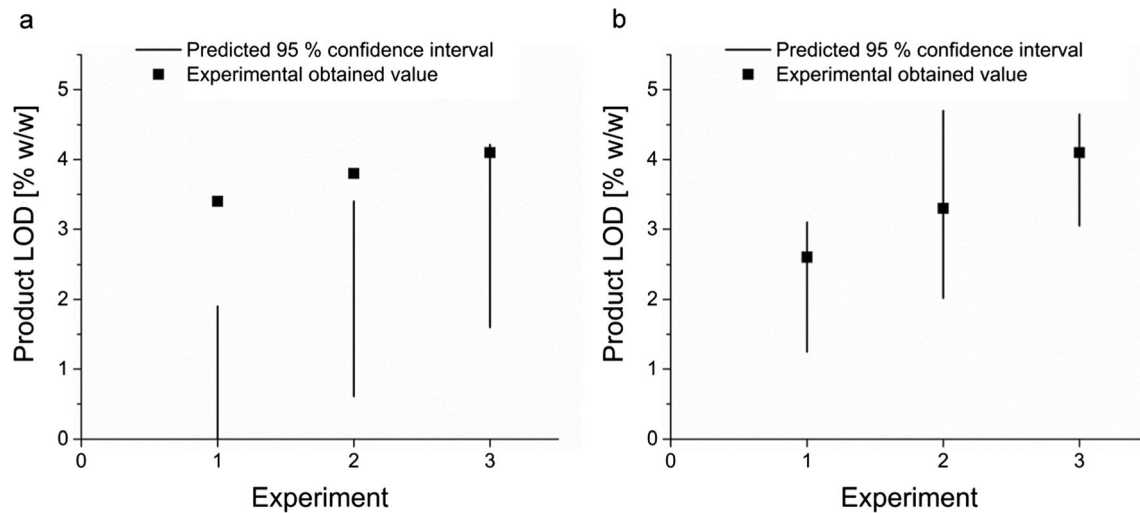 a
Predicted 95 % confidence interval
Experimental obtained value
Product LOD [% w/w]
5
4
3
2
1
0
0 1 2 3
Experiment
b
Predicted 95 % confidence interval
Experimental obtained value
Product LOD [% w/w]
5
4
3
2
1
0
0 1 2 3
Experiment